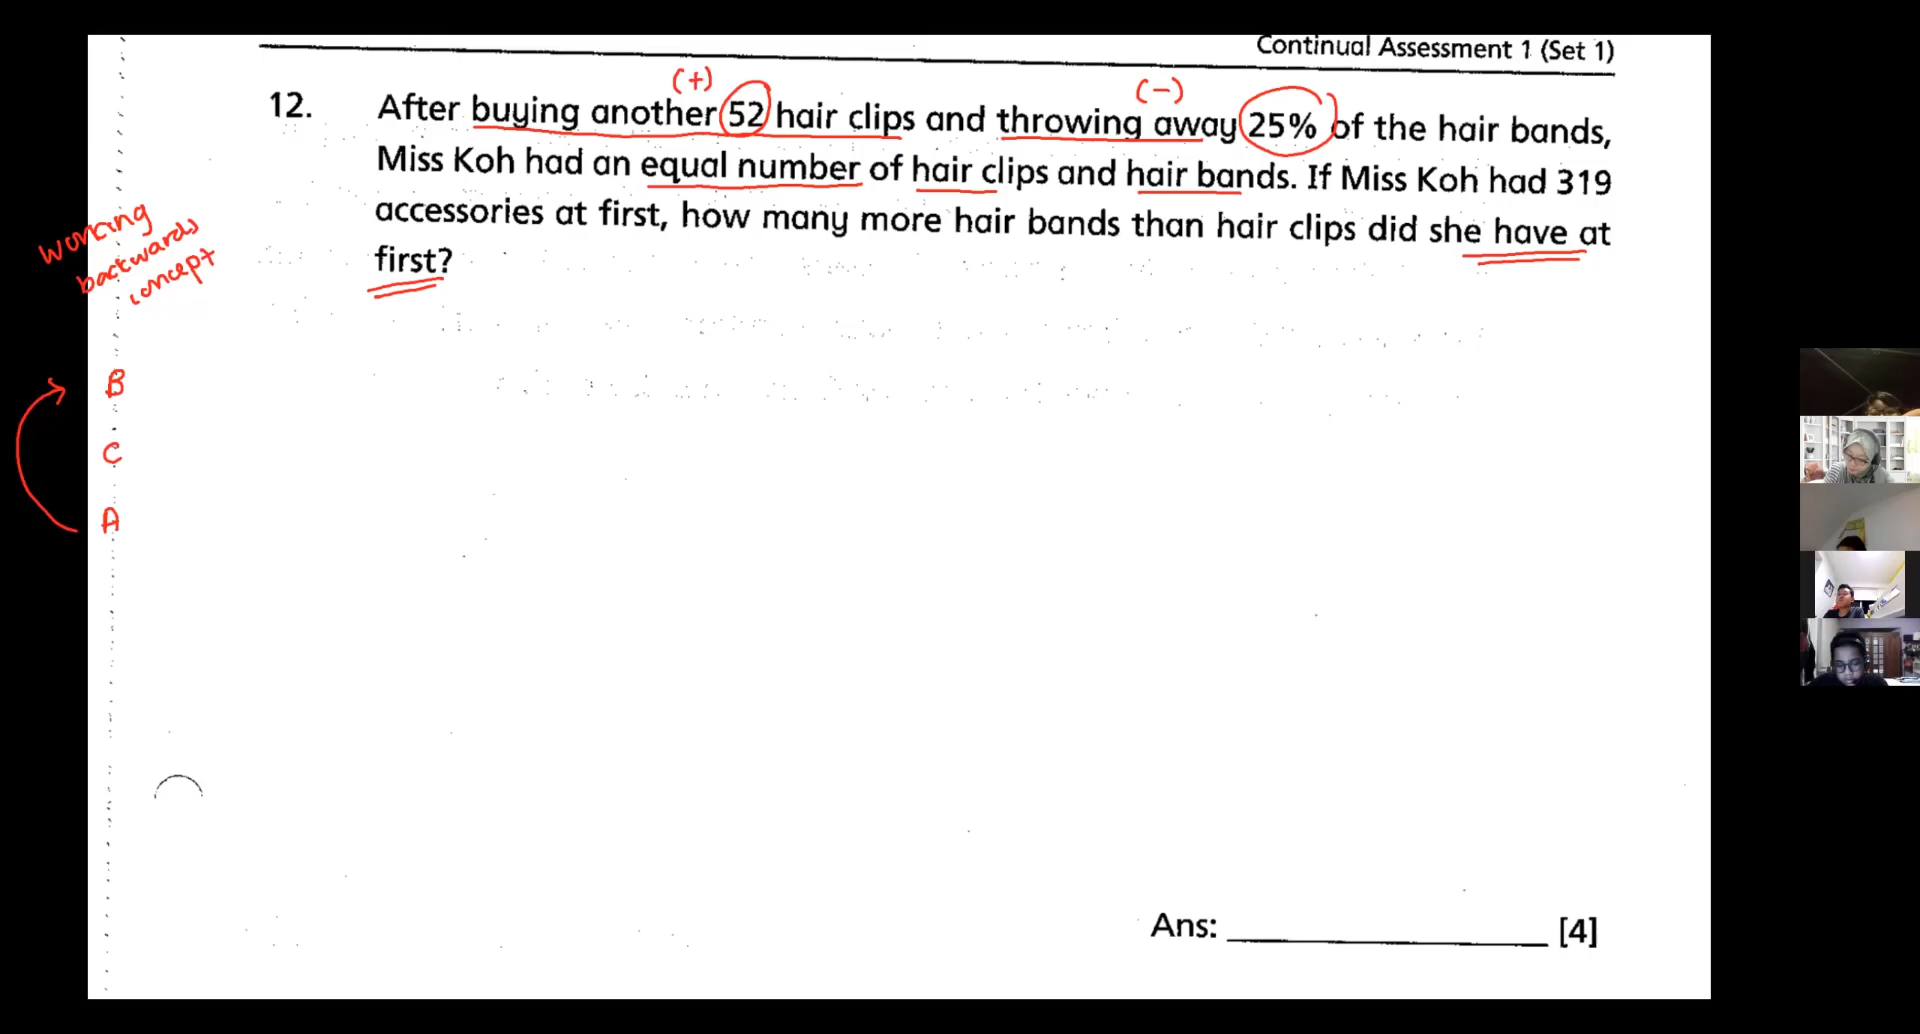 Continual Assessment 1 (Set 1)
(+)
(-)
12. After buying another 52 hair clips and throwing away 25% of the hair bands,
Miss Koh had an equal number of hair clips and hair bands. If Miss Koh had 319
accessories at first, how many more hair bands than hair clips did she have at
first?
working
backwards
concept
B
C
A
Ans: [4]